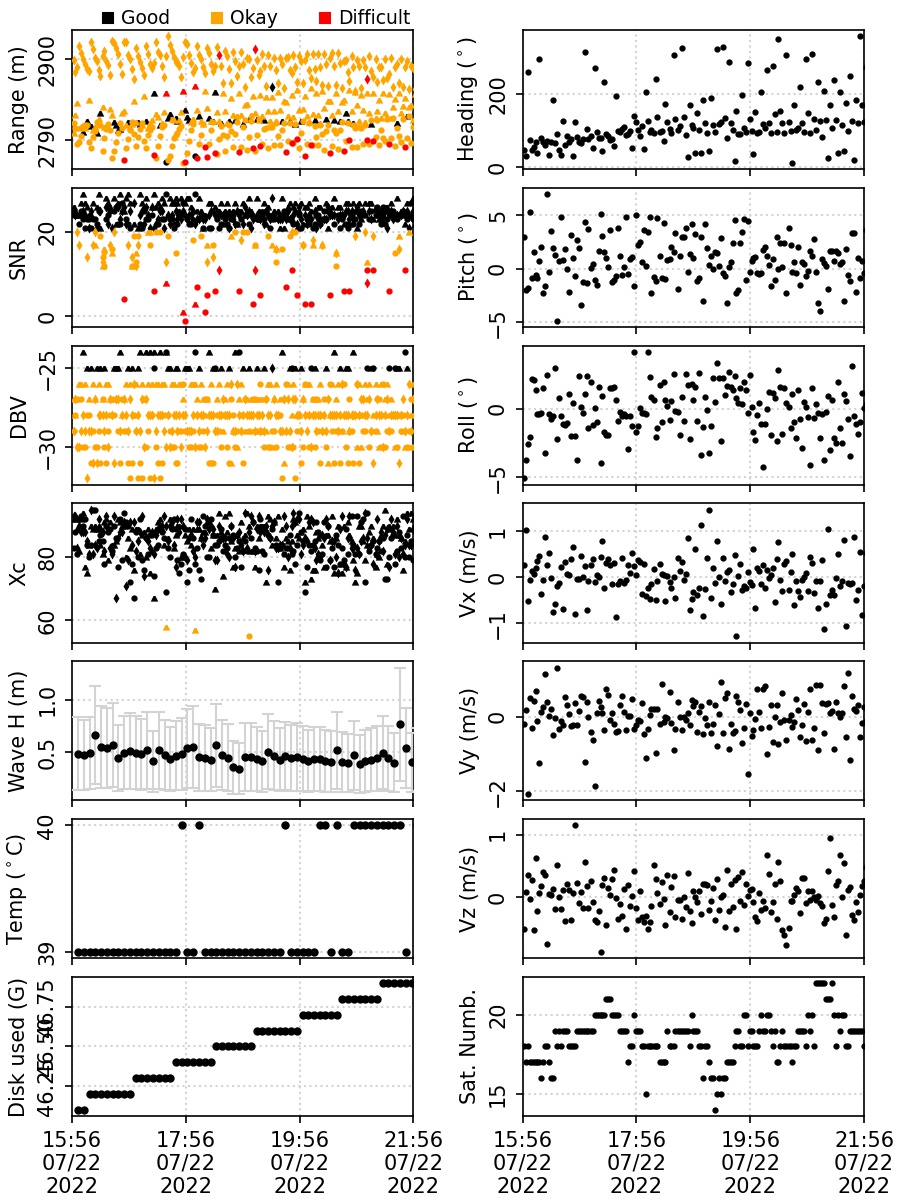 Good Okay Difficult
Range (m)
2900
2790
Heading (°)
200
0
SNR
20
0
Pitch (°)
5
0
−5
DBV
−25
−30
Roll (°)
0
−5
Xc
80
60
Vx (m/s)
1
0
−1
Wave H (m)
1.0
0.5
Vy (m/s)
0
−2
Temp (°C)
40
39
Vz (m/s)
1
0
Disk used (G)
46.75
46.50
46.25
Sat. Numb.
20
15
15:56 17:56 19:56 21:56
07/22 07/22 07/22 07/22
2022 2022 2022 2022
15:56 17:56 19:56 21:56
07/22 07/22 07/22 07/22
2022 2022 2022 2022